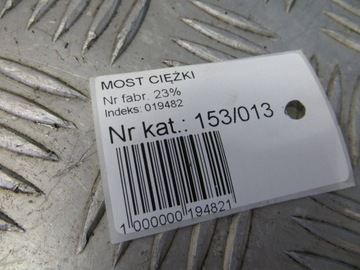 MOST CIĘŻKI
Nr fabr. 23%
Indeks: 019482
Nr kat.: 153/013
1 000000 194821